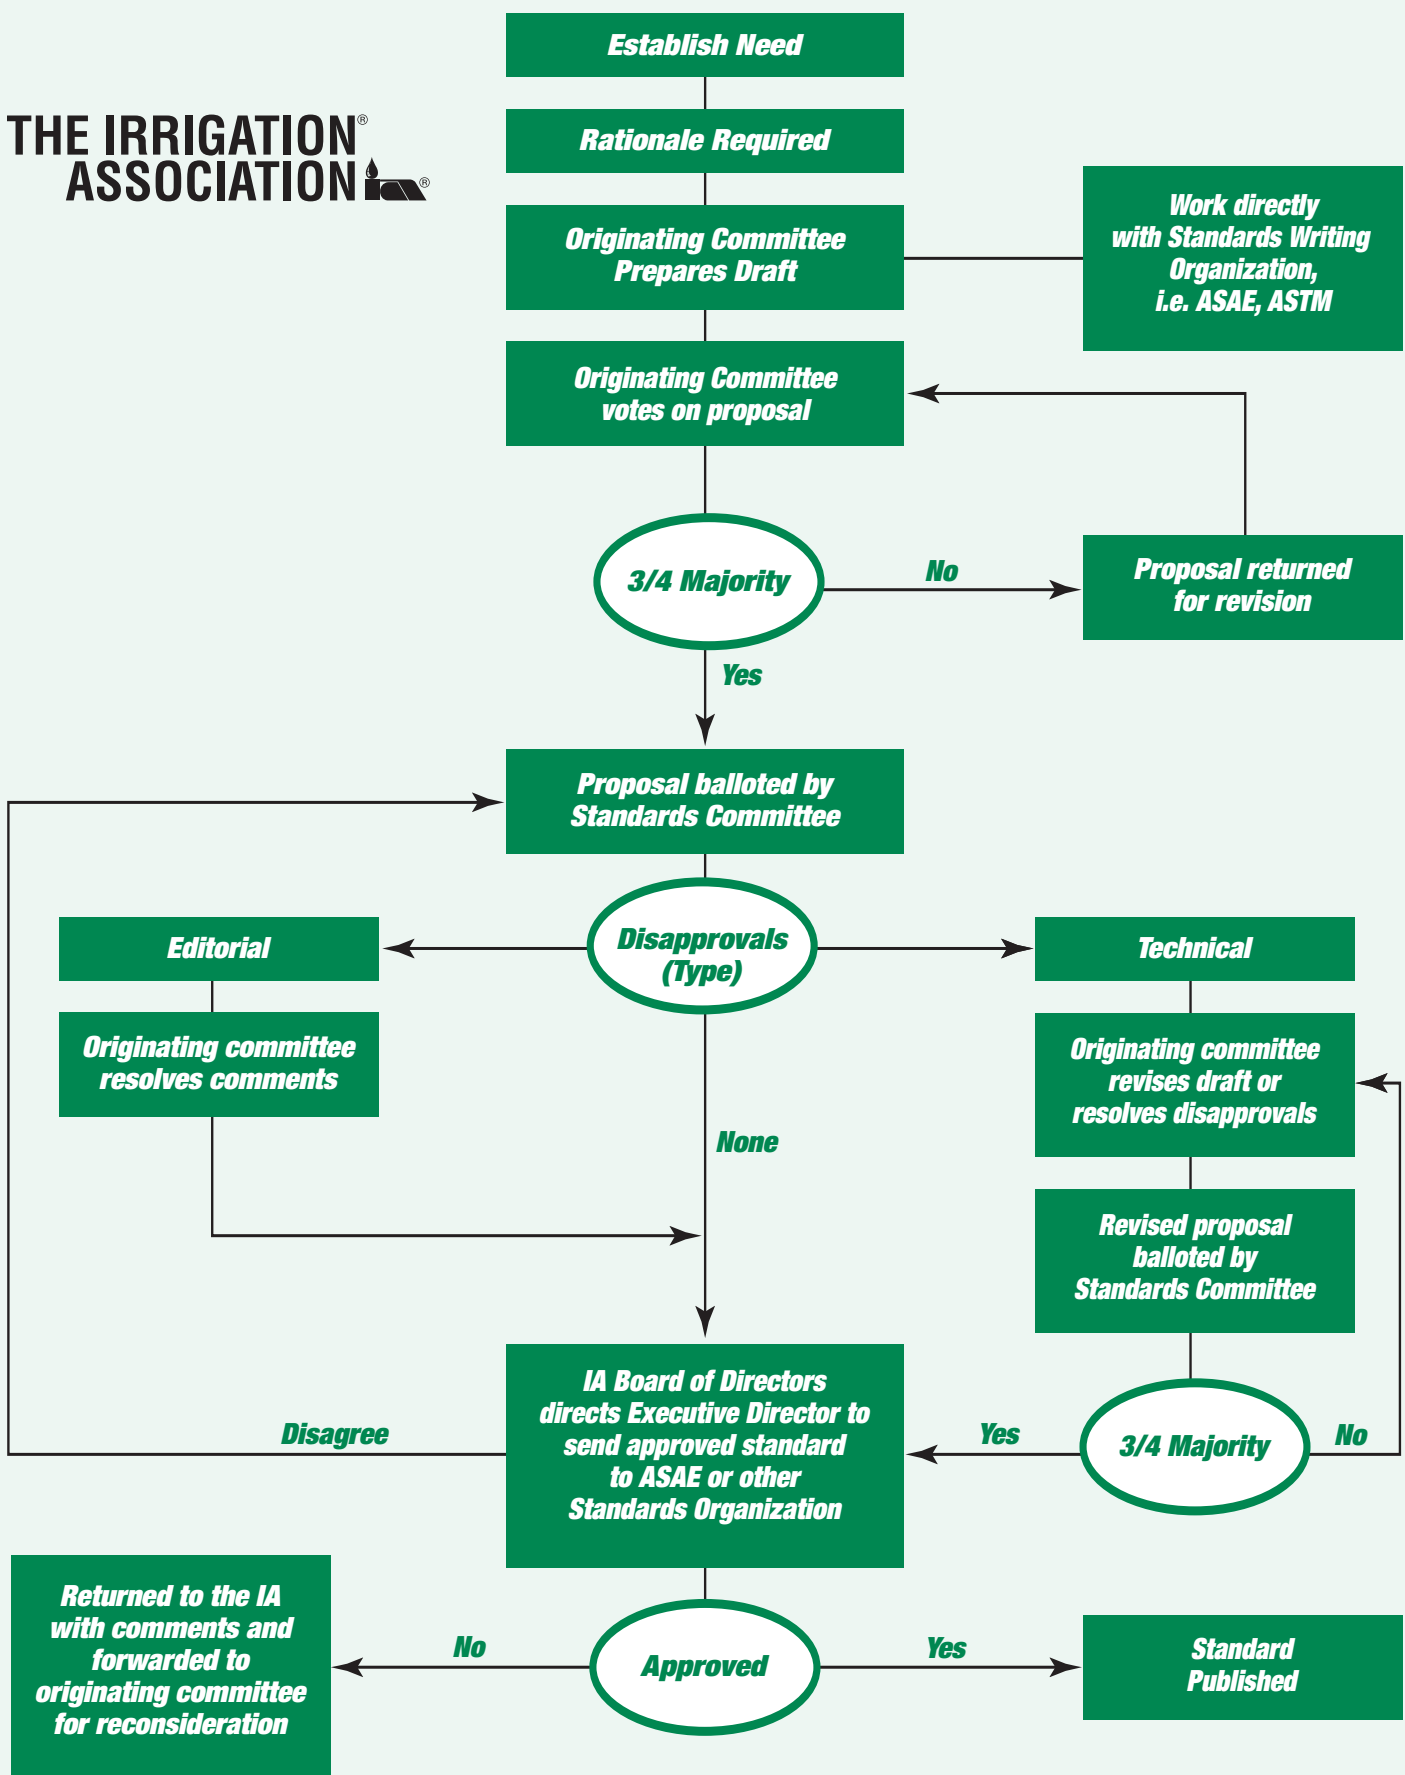 Establish Need
THE IRRIGATION®
ASSOCIATION ®
Rationale Required
Originating Committee
Prepares Draft
Work directly
with Standards Writing
Organization,
i.e. ASAE, ASTM
Originating Committee
votes on proposal
3/4 Majority
No
Proposal returned
for revision
Yes
Proposal balloted by
Standards Committee
Disapprovals
(Type)
Editorial
Technical
Originating committee
resolves comments
Originating committee
revises draft or
resolves disapprovals
None
Revised proposal
balloted by
Standards Committee
IA Board of Directors
directs Executive Director to
send approved standard
to ASAE or other
Standards Organization
Disagree
Yes
3/4 Majority
No
Returned to the IA
with comments and
forwarded to
originating committee
for reconsideration
No
Approved
Yes
Standard
Published